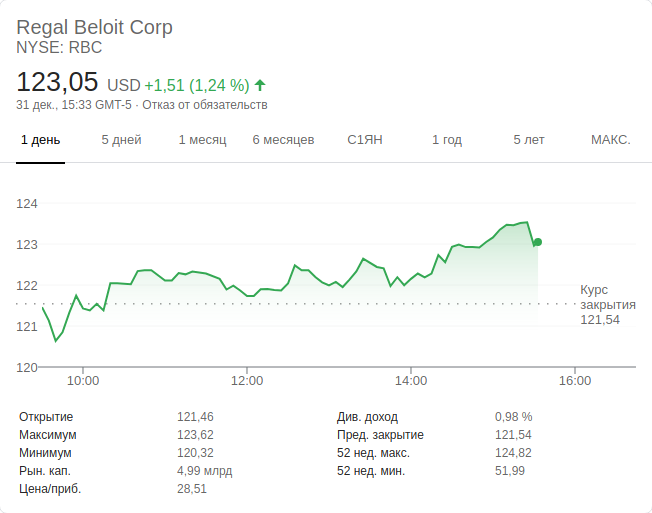 Regal Beloit Corp
NYSE: RBC
123,05 USD +1,51 (1,24 %)
31 дек., 15:33 GMT-5 · Отказ от обязательств
1 день 5 дней 1 месяц 6 месяцев С1ЯН 1 год 5 лет МАКС.
124
123
122
121
120
Курс
закрытия
121,54
10:00 12:00 14:00 16:00
Открытие 121,46 Див. доход 0,98 %
Максимум 123,62 Пред. закрытие 121,54
Минимум 120,32 52 нед. макс. 124,82
Рын. кап. 4,99 млрд 52 нед. мин. 51,99
Цена/приб. 28,51